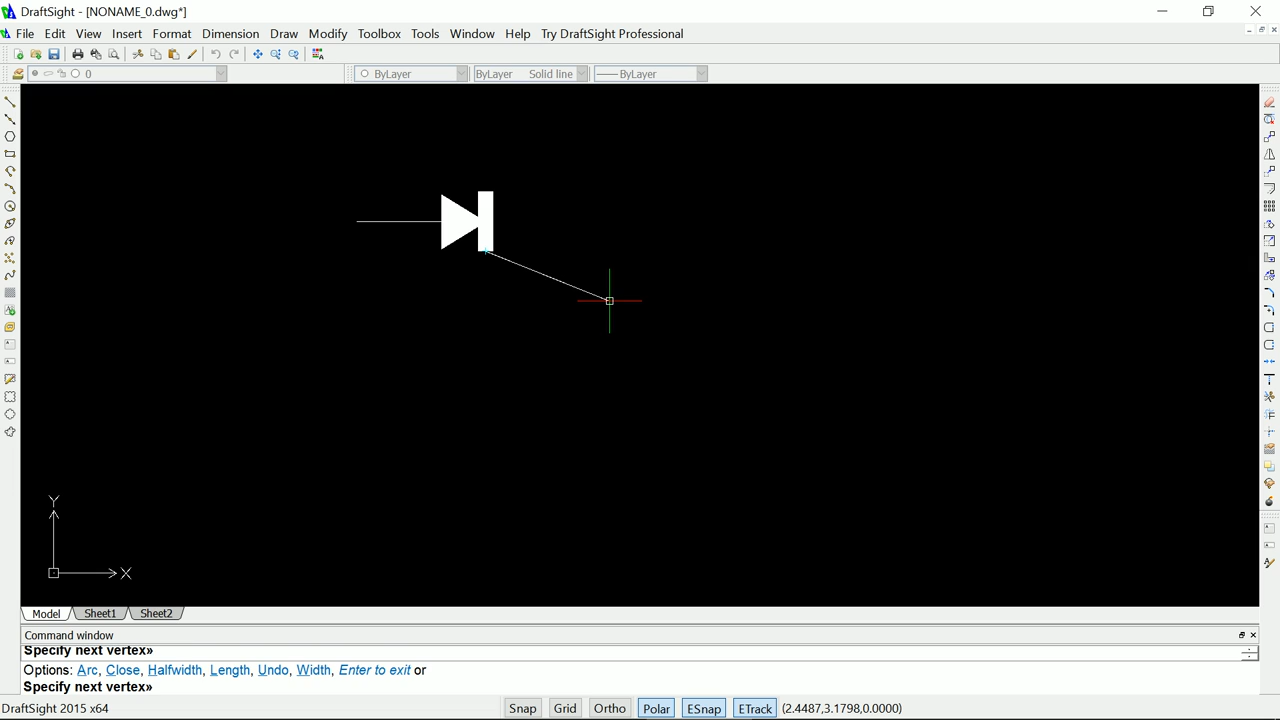 DraftSight - [NONAME_0.dwg*]
File Edit View Insert Format Dimension Draw Modify Toolbox Tools Window Help Try DraftSight Professional
0 ByLayer ByLayer Solid line ByLayer
Y
X
Model Sheet1 Sheet2
Command window
Specify next vertex»
Options: Arc, Close, Halfwidth, Length, Undo, Width, Enter to exit or
Specify next vertex»
DraftSight 2015 x64 Snap Grid Ortho Polar ESnap ETrack (2.4487,3.1798,0.0000)